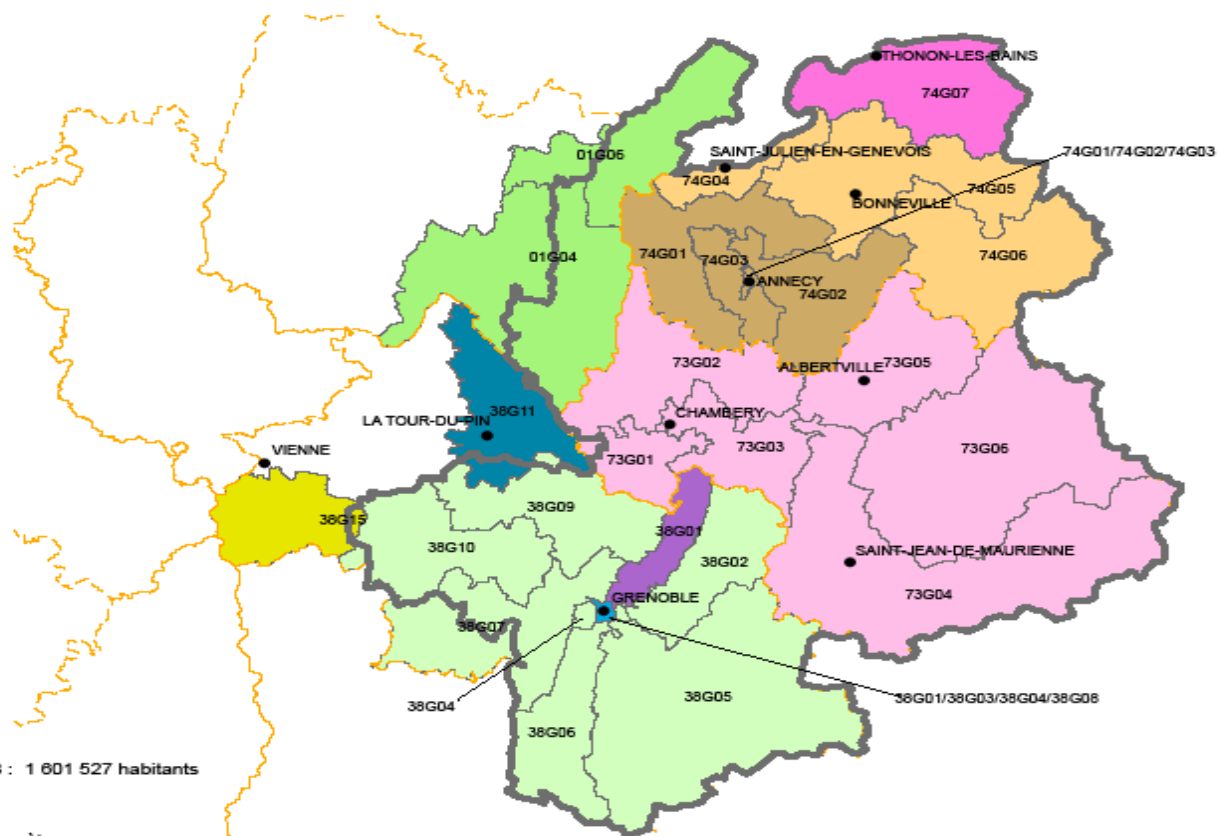 THONON-LES-BAINS
74G07
SAINT-JULIEN-EN-GENEVOIS
74G01/74G02/74G03
01G06
74G04
74G05
BONNEVILLE
01G04
74G01
74G03
74G06
ANNECY
74G02
73G02
ALBERTVILLE
73G05
38G11
LA TOUR-DU-PIN
CHAMBERY
VIENNE
73G01
73G03
73G06
38G15
38G09
38G01
38G10
38G02
SAINT-JEAN-DE-MAURIENNE
GRENOBLE
73G04
38G07
38G05
38G04
38G01/38G03/38G04/38G08
38G06
: 1 601 527 habitants